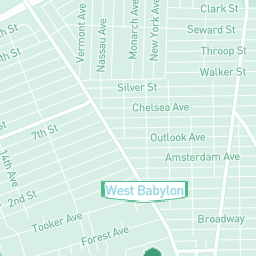 Clark St
Seward St
Throop St
Walker St
Vermont Ave
Nassau Ave
Monarch Ave
New York Ave
Silver St
Chelsea Ave
7th St
Outlook Ave
Amsterdam Ave
14th Ave
2nd St
West Babylon
Tooker Ave
Broadway
Forest Ave